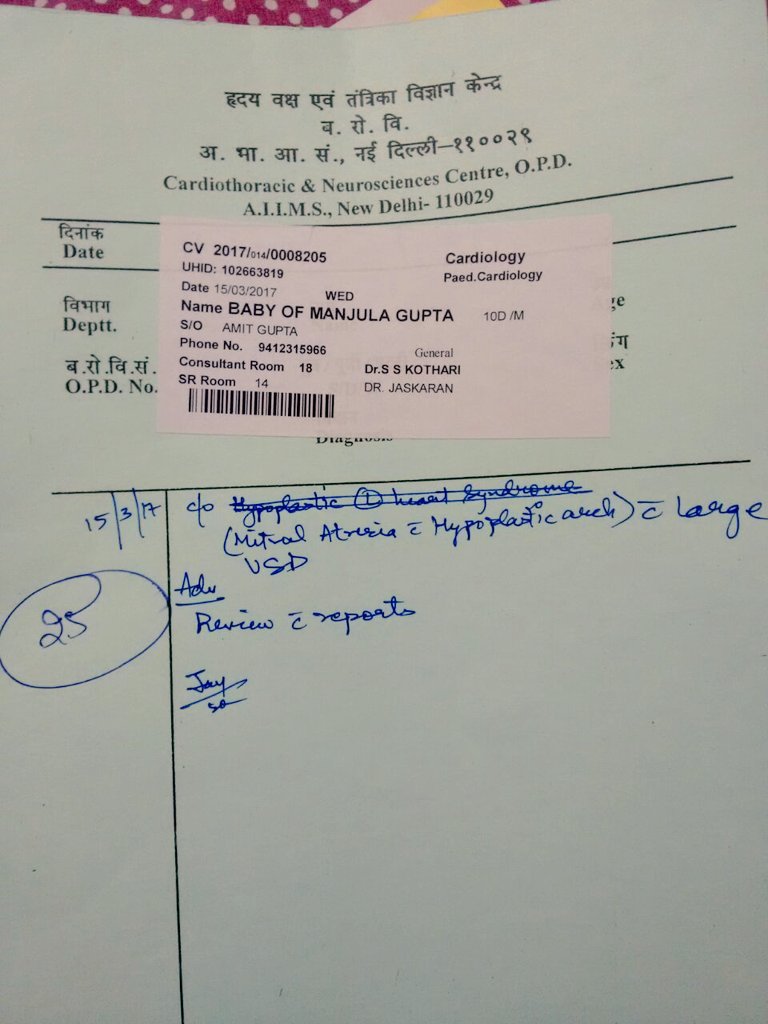 हृदय वक्ष एवं तंत्रिका विज्ञान केन्द्र
ब. रो. वि.
अ. भा. आ. सं., नई दिल्ली–११००२९
Cardiothoracic & Neurosciences Centre, O.P.D.
A.I.I.M.S., New Delhi- 110029
दिनांक
Date
CV 2017/014/0008205
Cardiology
UHID: 102663819
Paed.Cardiology
Date 15/03/2017 WED
Name BABY OF MANJULA GUPTA 10D /M
S/O AMIT GUPTA
Phone No. 9412315966
General
Consultant Room 18
Dr.S S KOTHARI
SR Room 14
DR. JASKARAN
विभाग
Deptt.
ब.रो.वि.सं.
O.P.D. No.
Diagnosis
15/3/17 c/o Hypoplastic Ⓛ heart Syndrome
(Mitral Atresia c̄ Hypoplastic arch) c̄ Large
VSD
Adv
25
Review c̄ reports
Jay